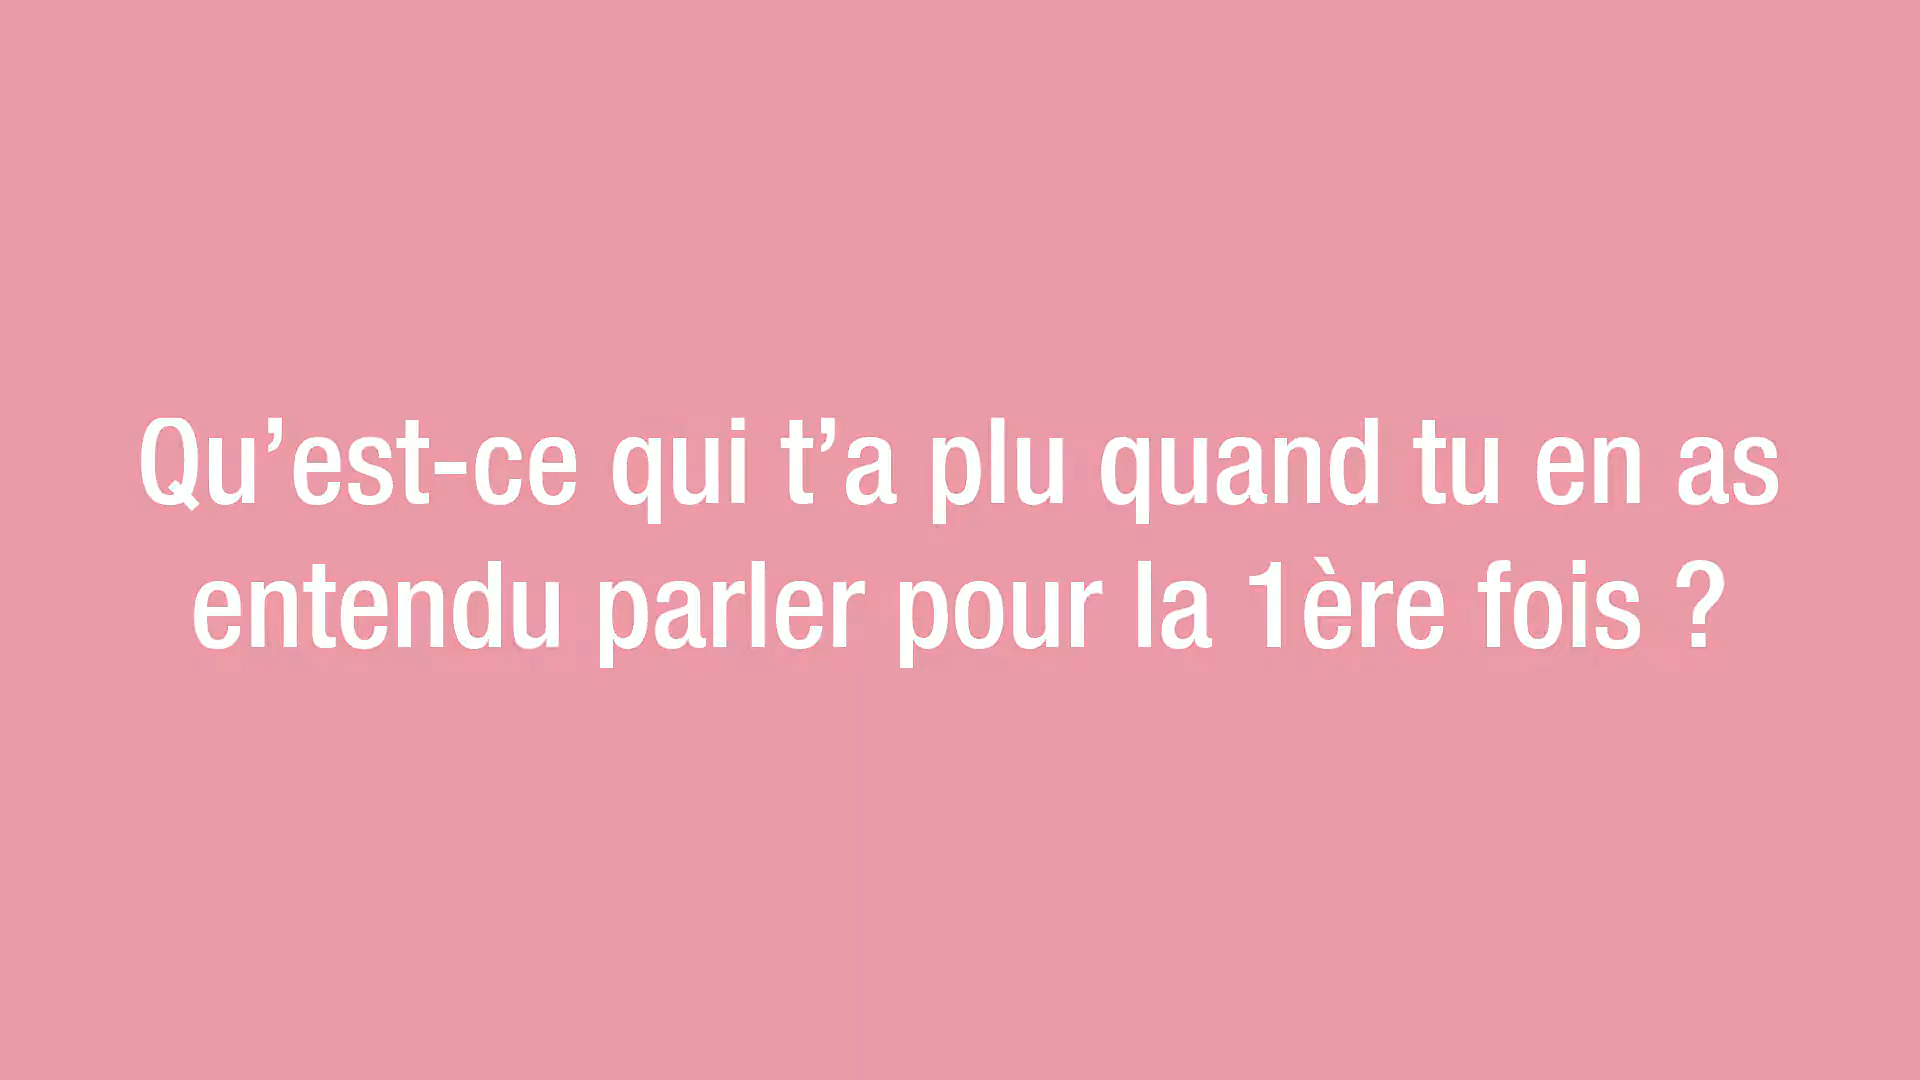 Qu’est-ce qui t’a plu quand tu en as
entendu parler pour la 1ère fois ?